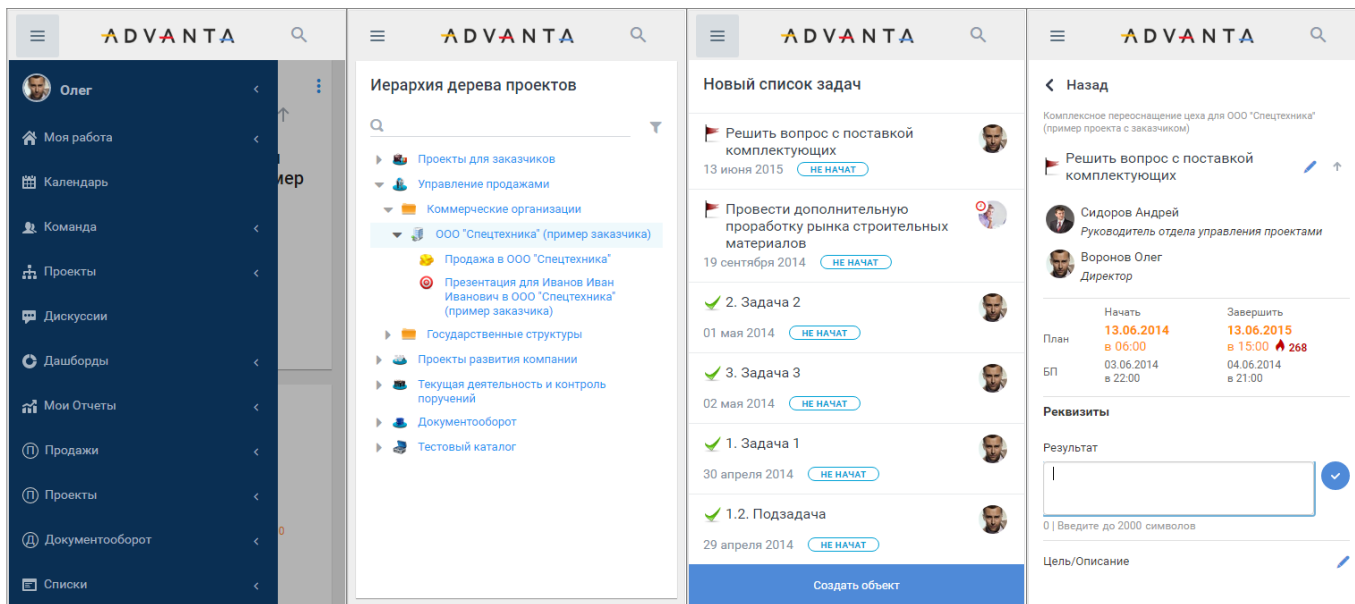 ADVANTA
Олег
Моя работа
Календарь
Команда
Проекты
Дискуссии
Дашборды
Мои Отчеты
Продажи
Проекты
Документооборот
Списки
мер
0
ADVANTA
Иерархия дерева проектов
Проекты для заказчиков
Управление продажами
Коммерческие организации
ООО "Спецтехника" (пример заказчика)
Продажа в ООО "Спецтехника"
Презентация для Иванов Иван
Иванович в ООО "Спецтехника"
(пример заказчика)
Государственные структуры
Проекты развития компании
Текущая деятельность и контроль
поручений
Документооборот
Тестовый каталог
ADVANTA
Новый список задач
Решить вопрос с поставкой
комплектующих
13 июня 2015 НЕ НАЧАТ
Провести дополнительную
проработку рынка строительных
материалов
19 сентября 2014 НЕ НАЧАТ
2. Задача 2
01 мая 2014 НЕ НАЧАТ
3. Задача 3
02 мая 2014 НЕ НАЧАТ
1. Задача 1
30 апреля 2014 НЕ НАЧАТ
1.2. Подзадача
29 апреля 2014 НЕ НАЧАТ
Создать объект
ADVANTA
Назад
Комплексное переоснащение цеха для ООО "Спецтехника"
(пример проекта с заказчиком)
Решить вопрос с поставкой
комплектующих
Сидоров Андрей
Руководитель отдела управления проектами
Воронов Олег
Директор
Начать Завершить
План 13.06.2014 13.06.2015
в 06:00 в 15:00 268
БП 03.06.2014 04.06.2014
в 22:00 в 21:00
Реквизиты
Результат
0 | Введите до 2000 символов
Цель/Описание